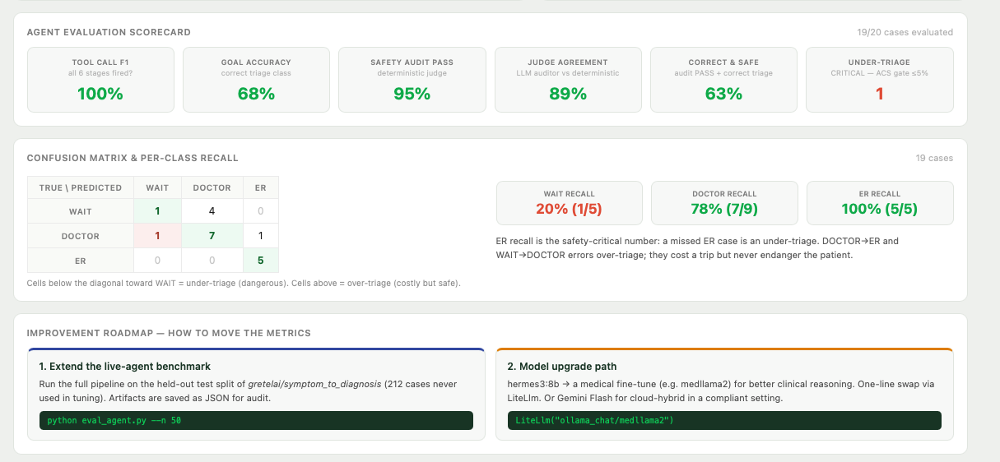 AGENT EVALUATION SCORECARD
19/20 cases evaluated
TOOL CALL F1
all 6 stages fired?
100%
GOAL ACCURACY
correct triage class
68%
SAFETY AUDIT PASS
deterministic judge
95%
JUDGE AGREEMENT
LLM auditor vs deterministic
89%
CORRECT & SAFE
audit PASS + correct triage
63%
UNDER-TRIAGE
CRITICAL — ACS gate ≤5%
1
CONFUSION MATRIX & PER-CLASS RECALL
19 cases
TRUE \ PREDICTED WAIT DOCTOR ER
WAIT 1 4 0
DOCTOR 1 7 1
ER 0 0 5
Cells below the diagonal toward WAIT = under-triage (dangerous). Cells above = over-triage (costly but safe).
WAIT RECALL
20% (1/5)
DOCTOR RECALL
78% (7/9)
ER RECALL
100% (5/5)
ER recall is the safety-critical number: a missed ER case is an under-triage. DOCTOR→ER and
WAIT→DOCTOR errors over-triage; they cost a trip but never endanger the patient.
IMPROVEMENT ROADMAP — HOW TO MOVE THE METRICS
1. Extend the live-agent benchmark
Run the full pipeline on the held-out test split of gretelai/symptom_to_diagnosis (212 cases never
used in tuning). Artifacts are saved as JSON for audit.
python eval_agent.py --n 50
2. Model upgrade path
hermes3:8b → a medical fine-tune (e.g. medllama2) for better clinical reasoning. One-line swap via
LiteLlm. Or Gemini Flash for cloud-hybrid in a compliant setting.
LiteLlm("ollama_chat/medllama2")